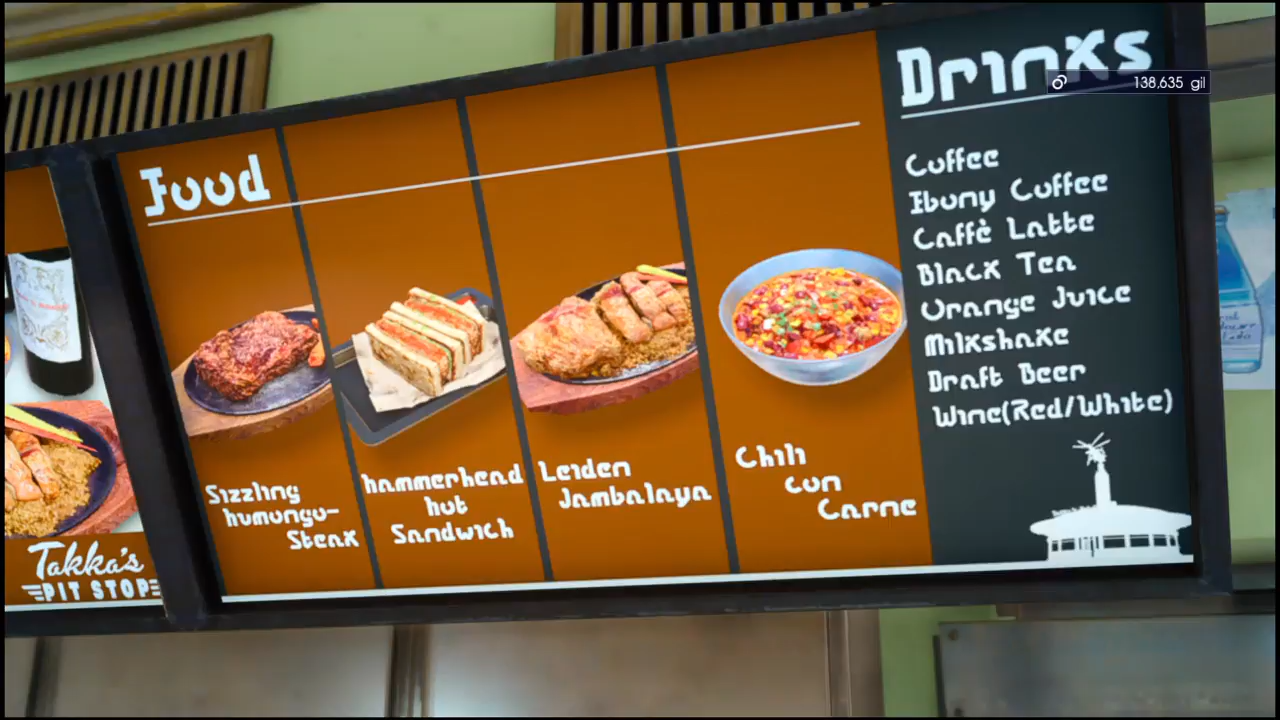 Food
Sizzling
humungo-
Steak
hammerhead
hot
Sandwich
Leiden
Jambalaya
Chili
con
Carne
Drinks
138,635 gil
Coffee
Ebony Coffee
Caffè Latte
Black Tea
Orange Juice
Milkshake
Draft Beer
Wine(Red/White)
Takka's
PIT STOP